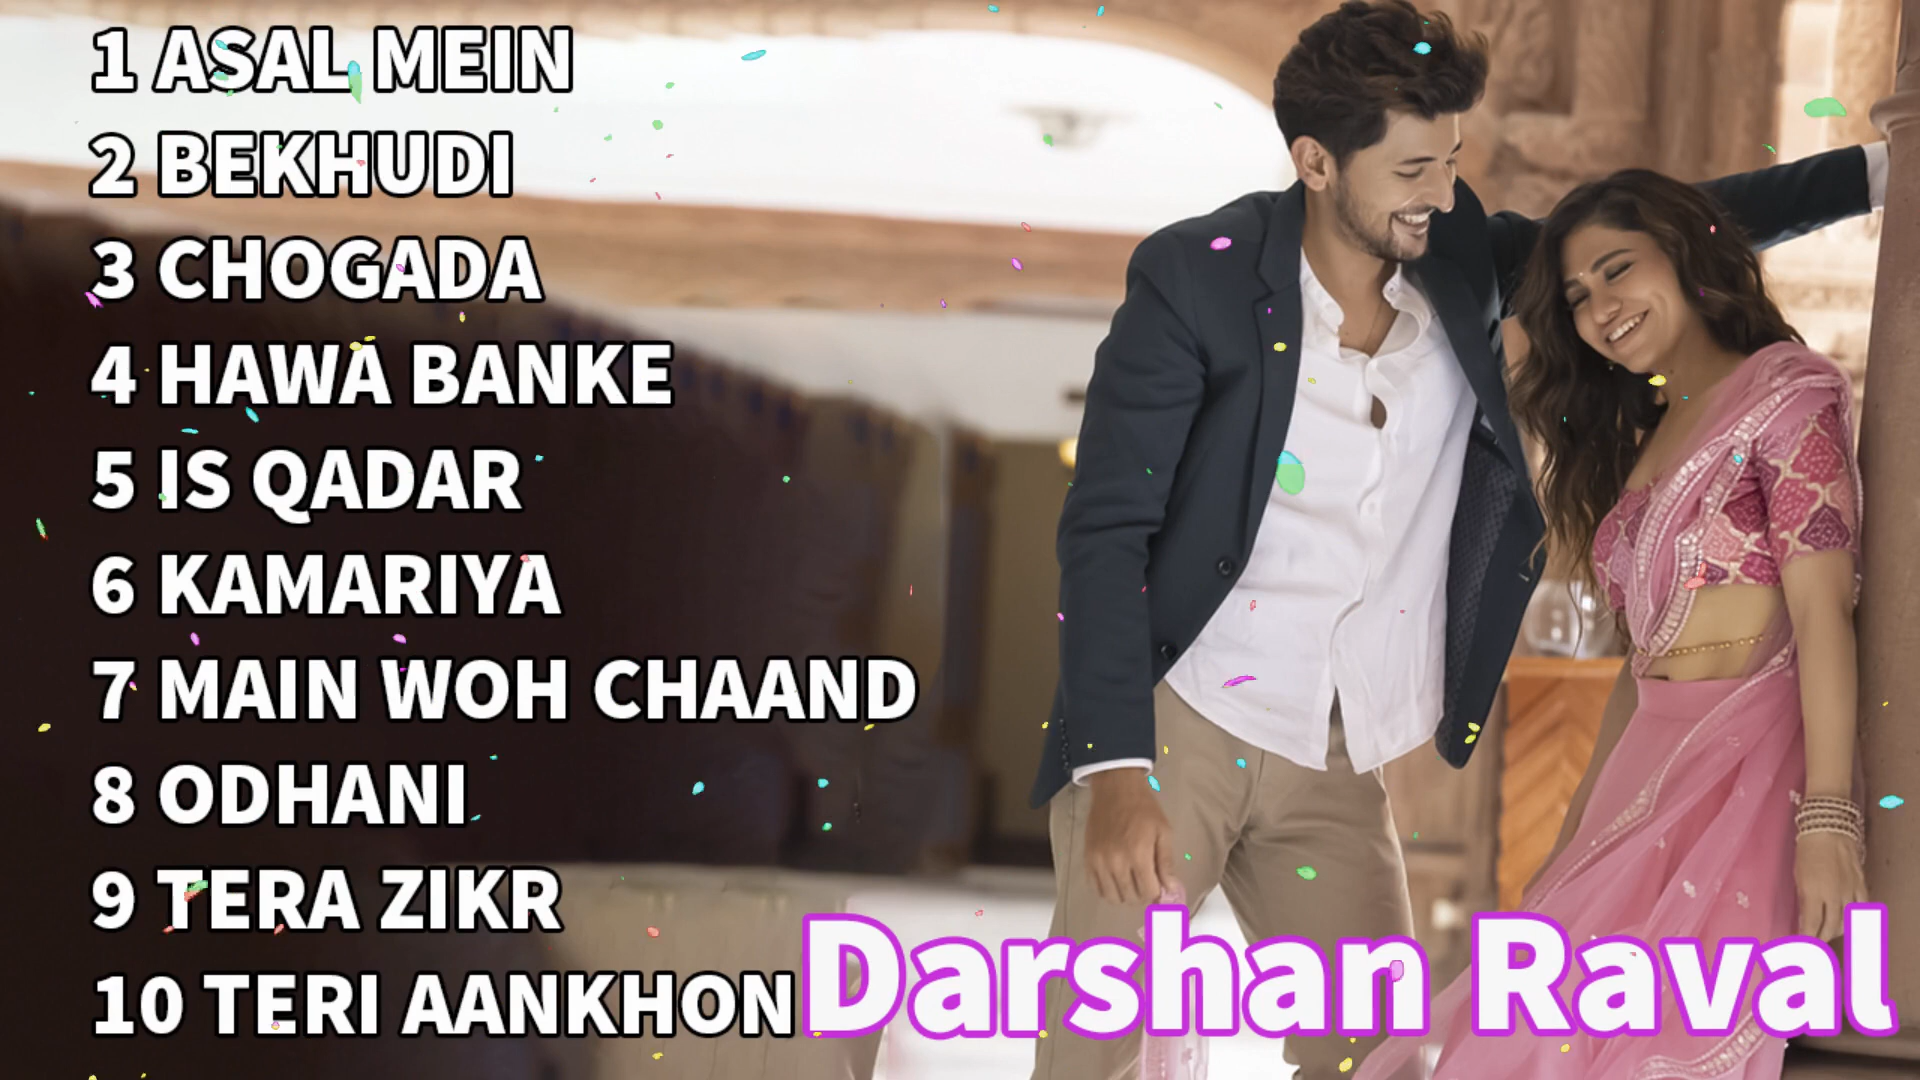 1 ASAL MEIN
2 BEKHUDI
3 CHOGADA
4 HAWA BANKE
5 IS QADAR
6 KAMARIYA
7 MAIN WOH CHAAND
8 ODHANI
9 TERA ZIKR
10 TERI AANKHON
Darshan Raval